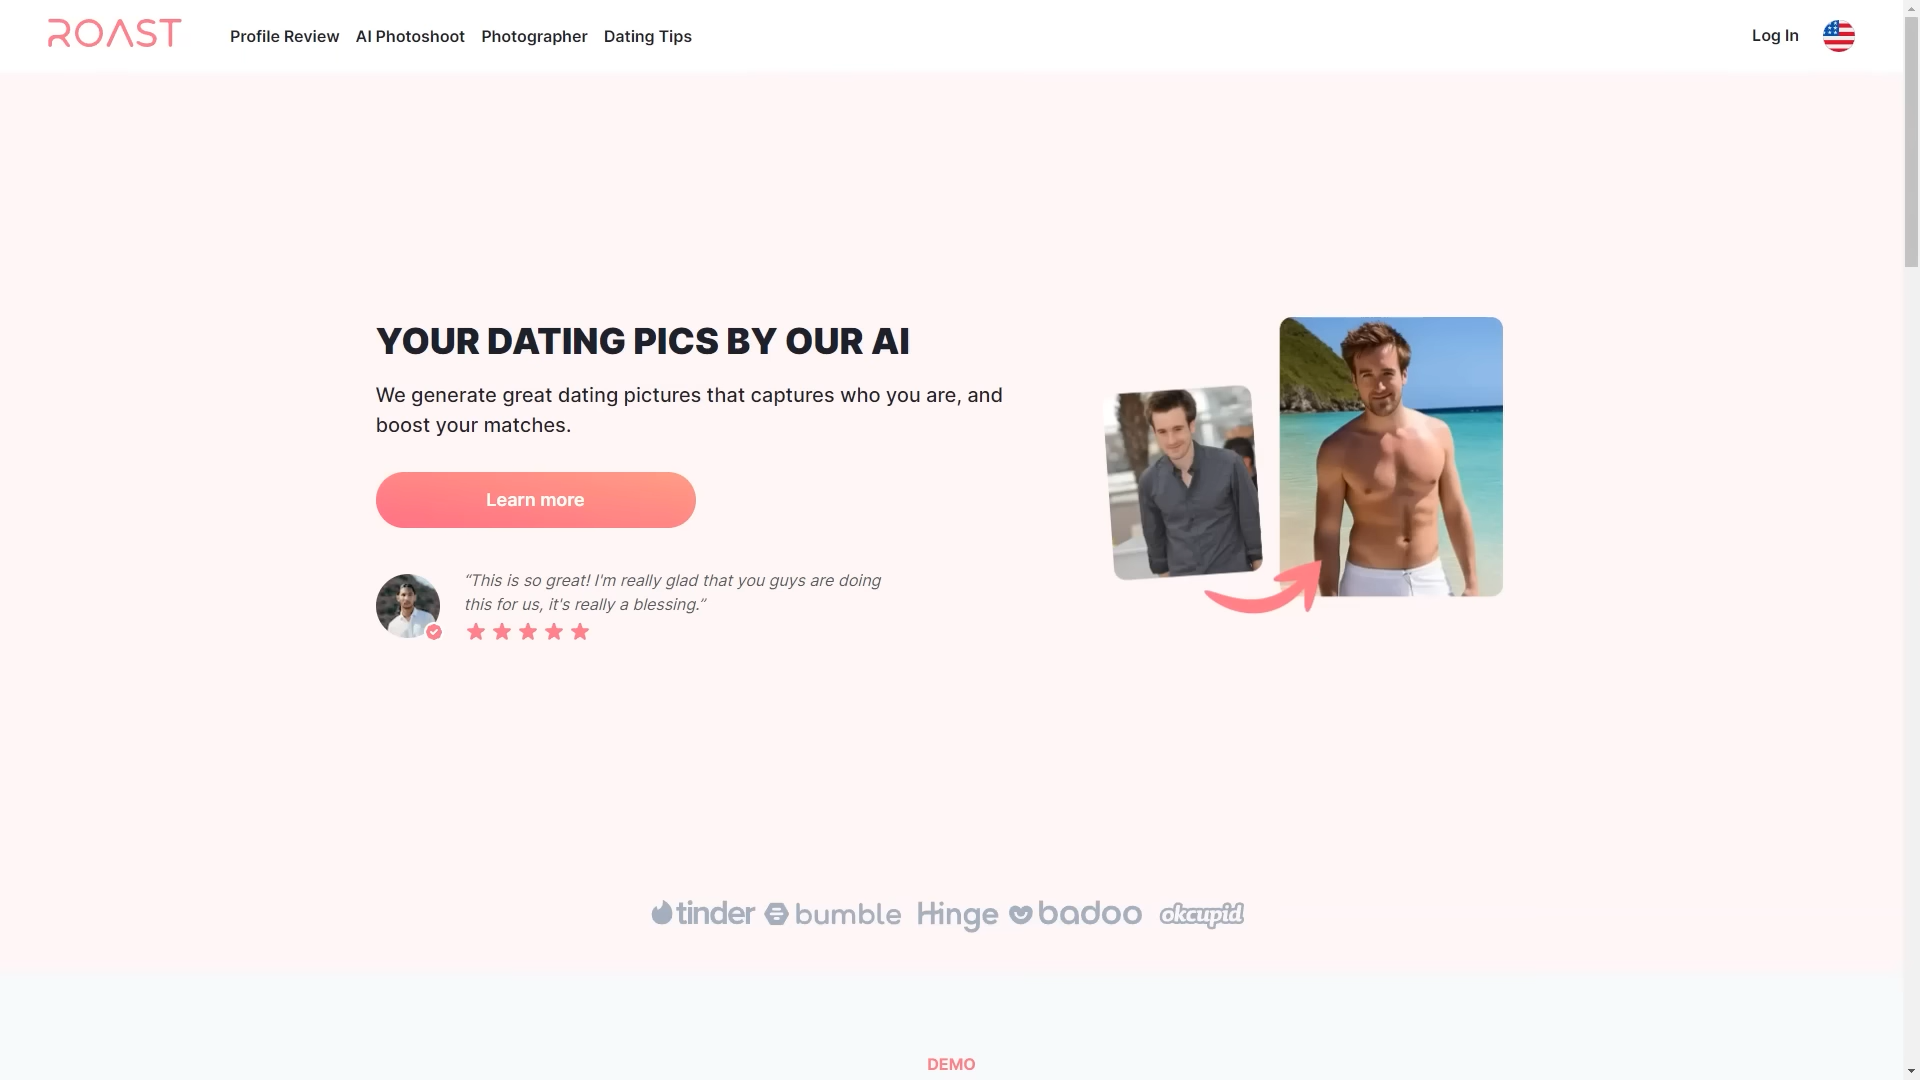 ROAST
Profile Review
AI Photoshoot
Photographer
Dating Tips
Log In
YOUR DATING PICS BY OUR AI
We generate great dating pictures that captures who you are, and
boost your matches.
Learn more
“This is so great! I'm really glad that you guys are doing
this for us, it's really a blessing.”
tinder
bumble
Hinge
badoo
okcupid
DEMO